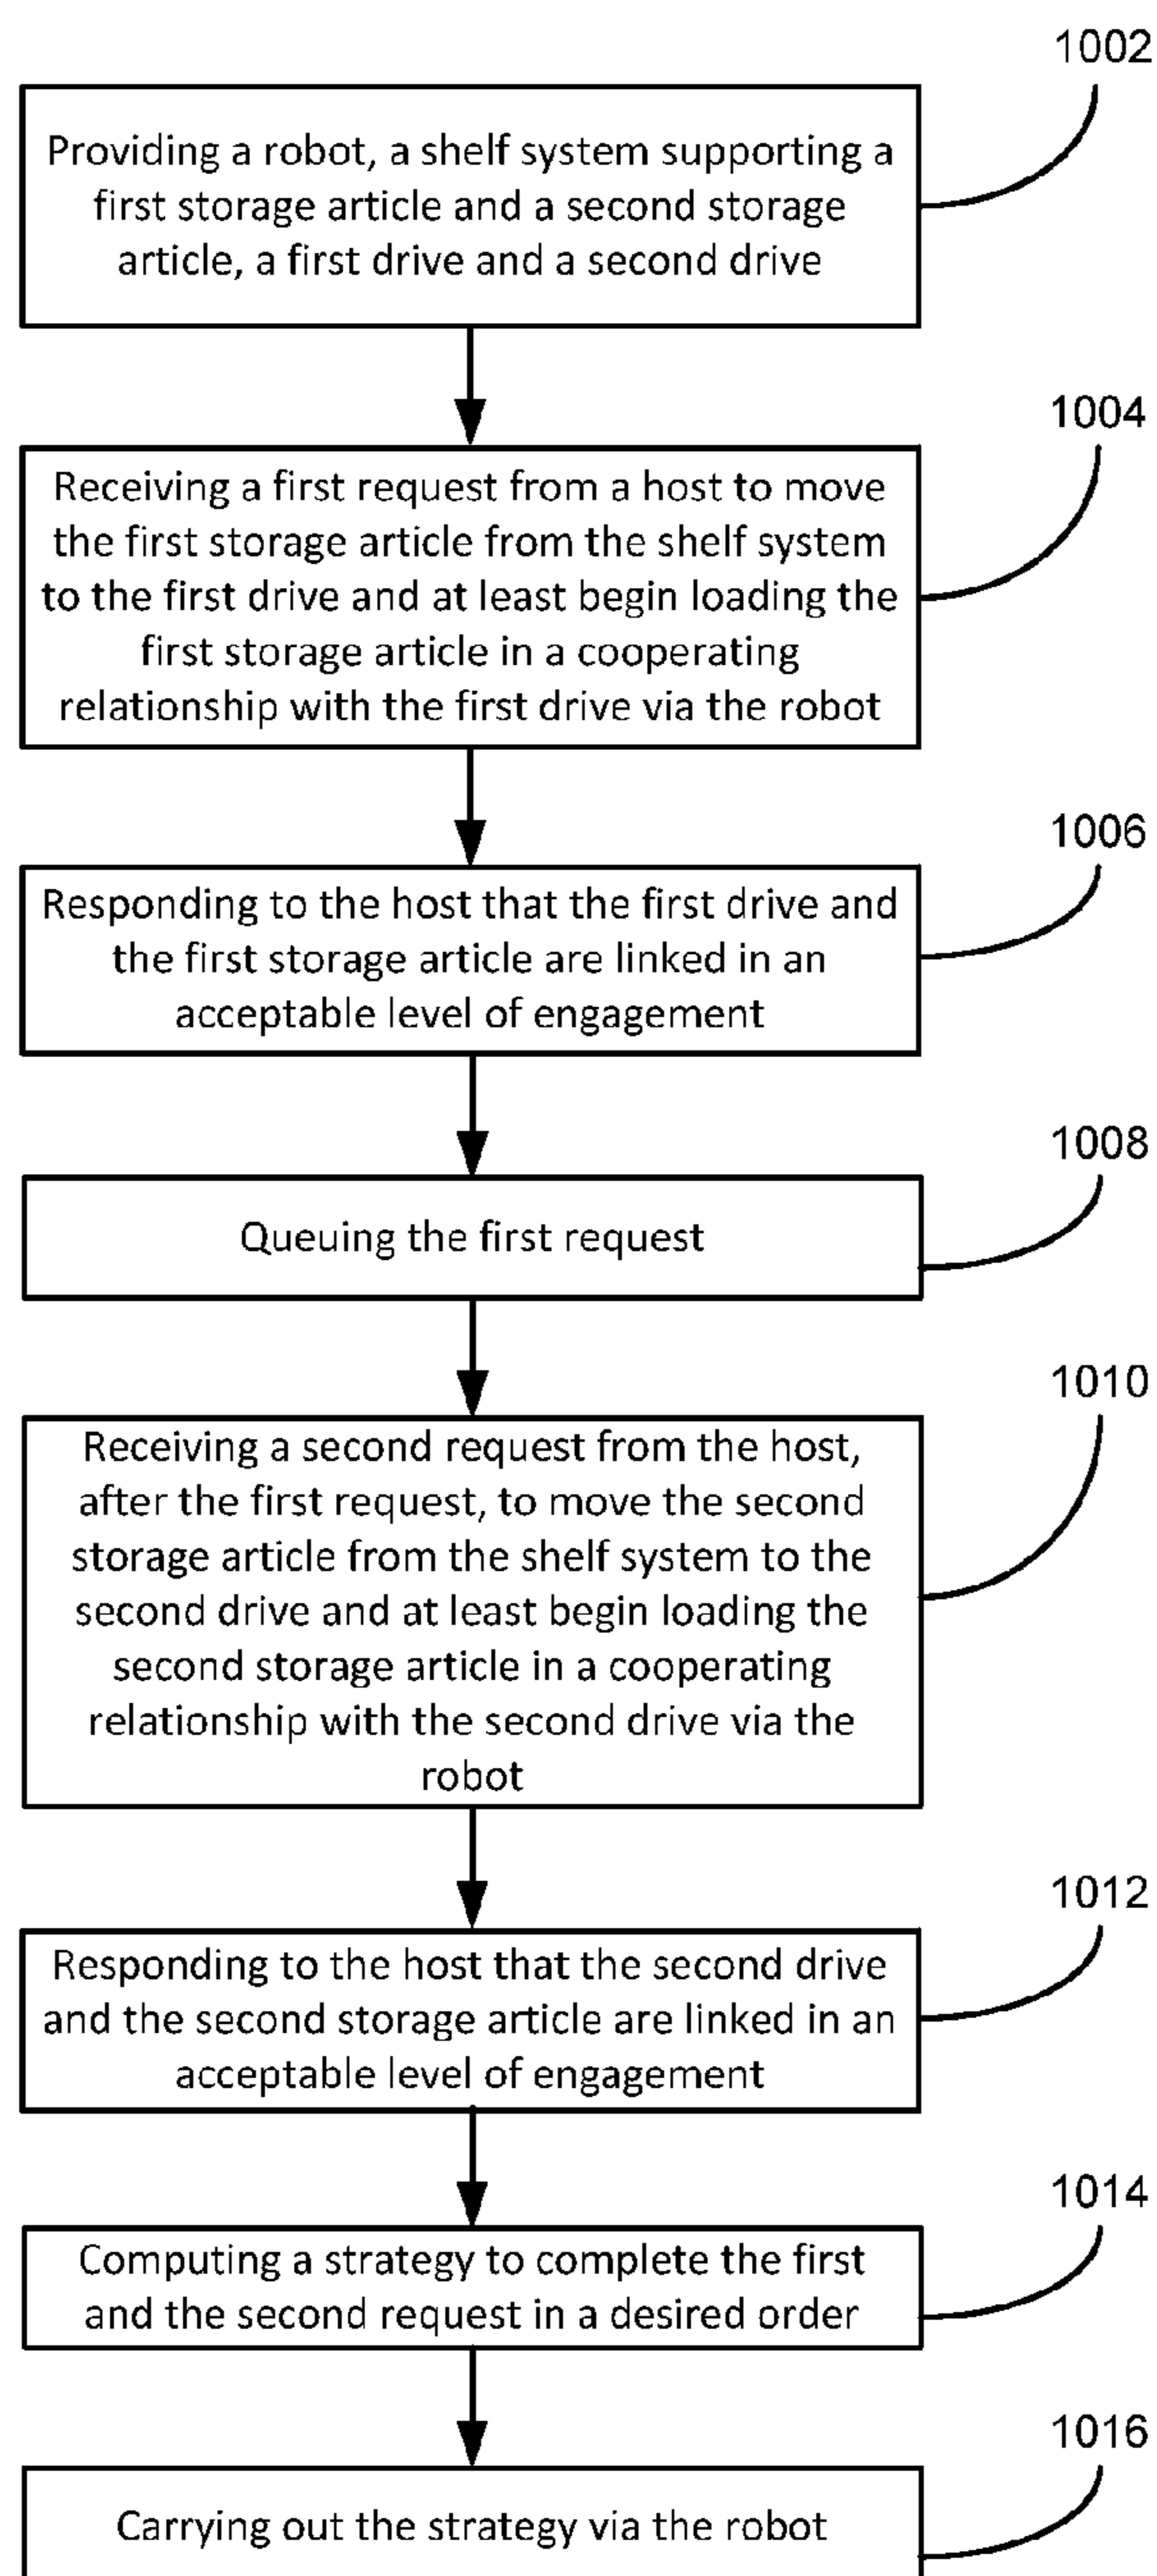 1002
Providing a robot, a shelf system supporting a
first storage article and a second storage
article, a first drive and a second drive
1004
Receiving a first request from a host to move
the first storage article from the shelf system
to the first drive and at least begin loading the
first storage article in a cooperating
relationship with the first drive via the robot
1006
Responding to the host that the first drive and
the first storage article are linked in an
acceptable level of engagement
1008
Queuing the first request
1010
Receiving a second request from the host,
after the first request, to move the second
storage article from the shelf system to the
second drive and at least begin loading the
second storage article in a cooperating
relationship with the second drive via the
robot
1012
Responding to the host that the second drive
and the second storage article are linked in an
acceptable level of engagement
1014
Computing a strategy to complete the first
and the second request in a desired order
1016
Carrying out the strategy via the robot